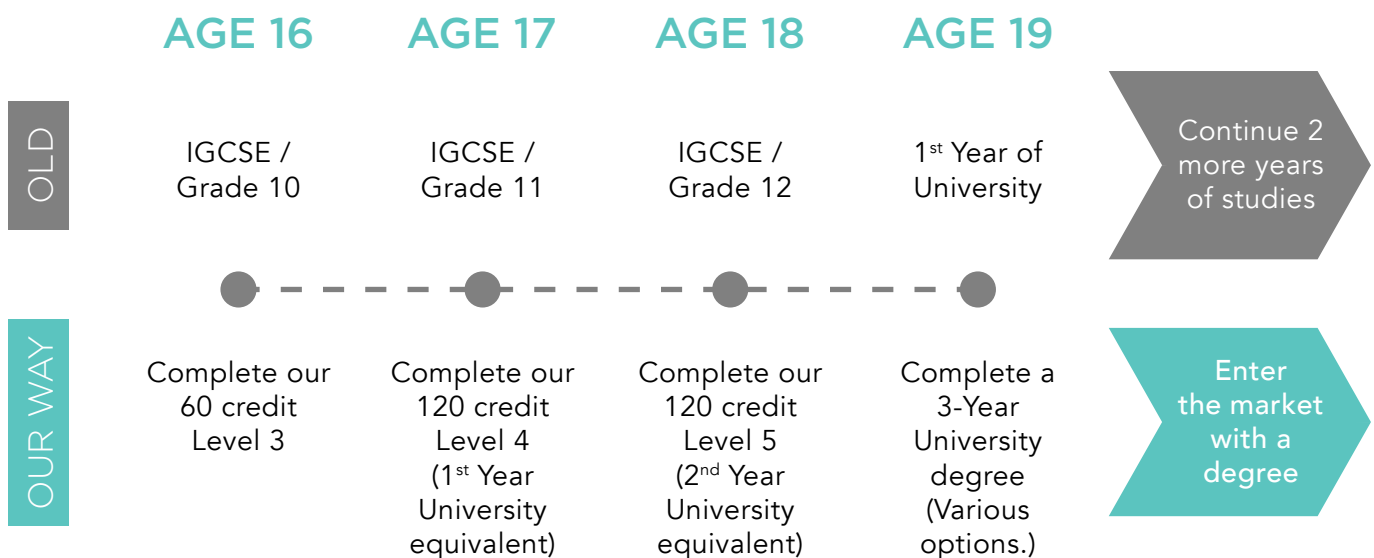 AGE 16
AGE 17
AGE 18
AGE 19
OLD
IGCSE /
Grade 10
IGCSE /
Grade 11
IGCSE /
Grade 12
1st Year of
University
Continue 2
more years
of studies
OUR WAY
Complete our
60 credit
Level 3
Complete our
120 credit
Level 4
(1st Year
University
equivalent)
Complete our
120 credit
Level 5
(2nd Year
University
equivalent)
Complete a
3-Year
University
degree
(Various
options.)
Enter
the market
with a
degree